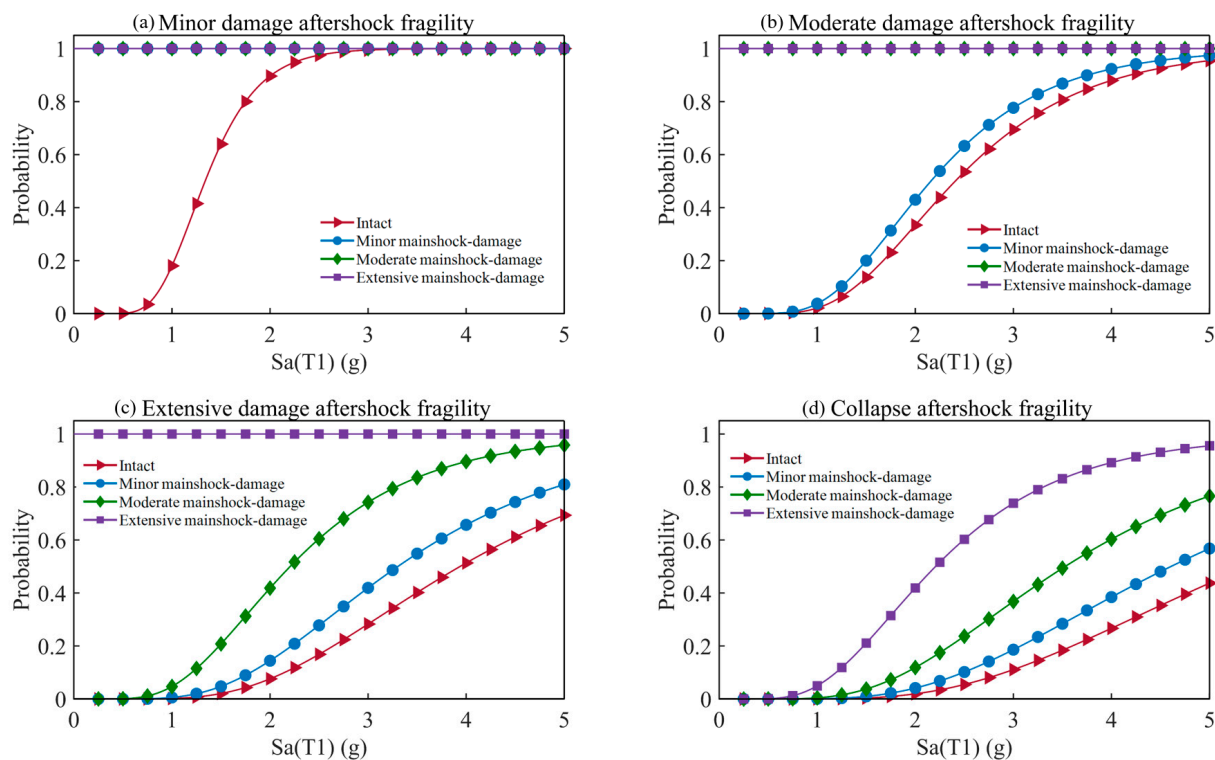 (a) Minor damage aftershock fragility
1
0.8
0.6
0.4
0.2
0
Probability
Intact
Minor mainshock-damage
Moderate mainshock-damage
Extensive mainshock-damage
0 1 2 3 4 5
Sa(T1) (g)
(b) Moderate damage aftershock fragility
1
0.8
0.6
0.4
0.2
0
Probability
Intact
Minor mainshock-damage
Moderate mainshock-damage
Extensive mainshock-damage
0 1 2 3 4 5
Sa(T1) (g)
(c) Extensive damage aftershock fragility
1
0.8
0.6
0.4
0.2
0
Probability
Intact
Minor mainshock-damage
Moderate mainshock-damage
Extensive mainshock-damage
0 1 2 3 4 5
Sa(T1) (g)
(d) Collapse aftershock fragility
1
0.8
0.6
0.4
0.2
0
Probability
Intact
Minor mainshock-damage
Moderate mainshock-damage
Extensive mainshock-damage
0 1 2 3 4 5
Sa(T1) (g)